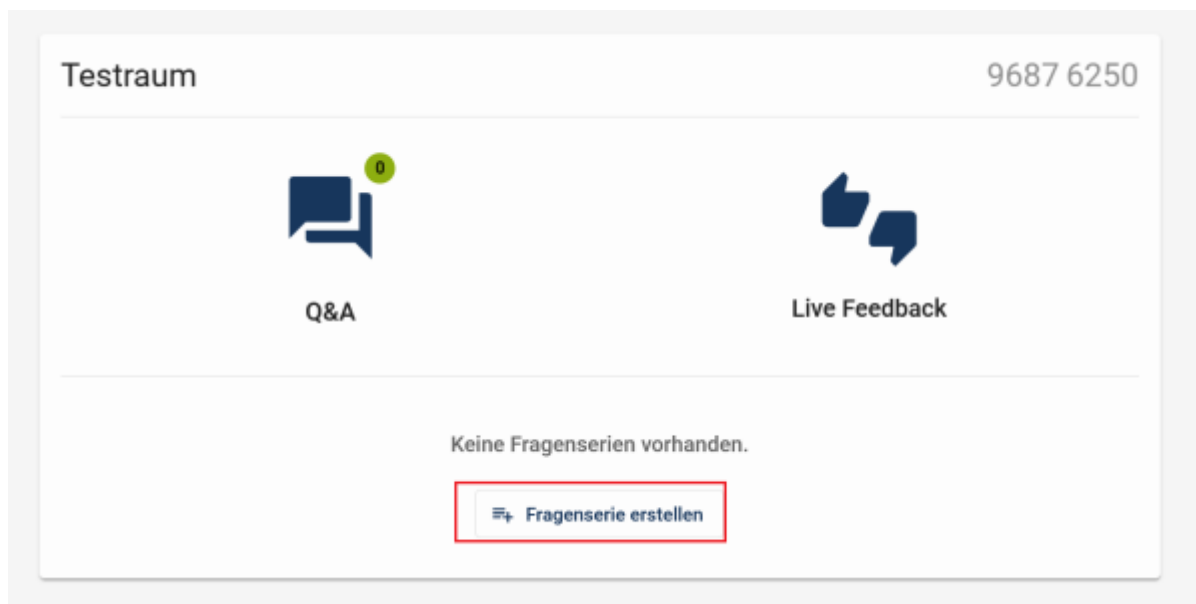 Testraum 9687 6250
0
Q&A Live Feedback
Keine Fragenserien vorhanden.
Fragenserie erstellen